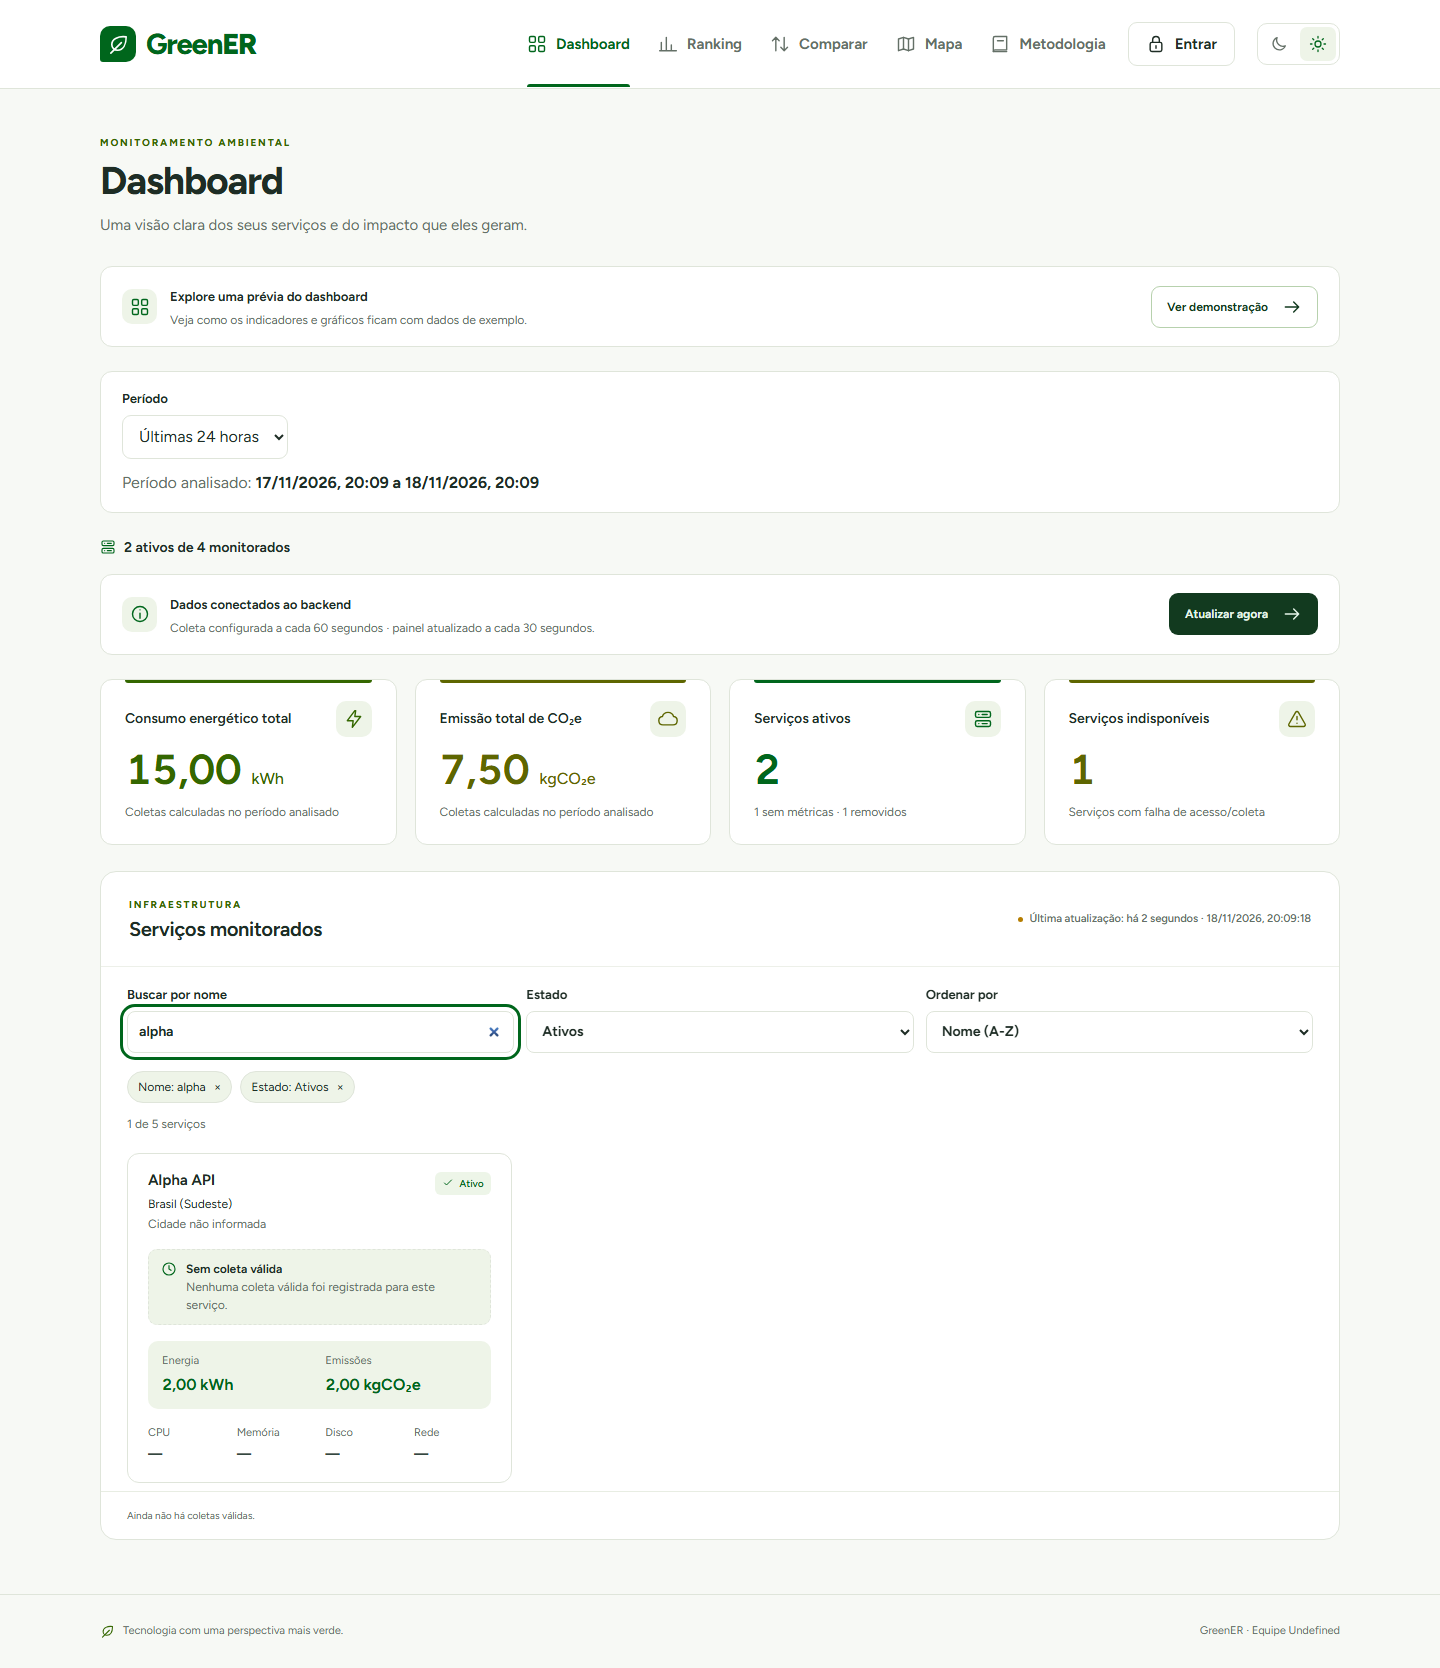 GreenER
Dashboard
Ranking
Comparar
Mapa
Metodologia
Entrar
MONITORAMENTO AMBIENTAL
Dashboard
Uma visão clara dos seus serviços e do impacto que eles geram.
Explore uma prévia do dashboard
Veja como os indicadores e gráficos ficam com dados de exemplo.
Ver demonstração
Período
Últimas 24 horas
Período analisado: 17/11/2026, 20:09 a 18/11/2026, 20:09
2 ativos de 4 monitorados
Dados conectados ao backend
Coleta configurada a cada 60 segundos · painel atualizado a cada 30 segundos.
Atualizar agora
Consumo energético total
15,00 kWh
Coletas calculadas no período analisado
Emissão total de CO₂e
7,50 kgCO₂e
Coletas calculadas no período analisado
Serviços ativos
2
1 sem métricas · 1 removidos
Serviços indisponíveis
1
Serviços com falha de acesso/coleta
INFRAESTRUTURA
Serviços monitorados
Última atualização: há 2 segundos · 18/11/2026, 20:09:18
Buscar por nome
alpha
Estado
Ativos
Ordenar por
Nome (A-Z)
Nome: alpha ×
Estado: Ativos ×
1 de 5 serviços
Alpha API
Ativo
Brasil (Sudeste)
Cidade não informada
Sem coleta válida
Nenhuma coleta válida foi registrada para este
serviço.
Energia
2,00 kWh
Emissões
2,00 kgCO₂e
CPU
—
Memória
—
Disco
—
Rede
—
Ainda não há coletas válidas.
Tecnologia com uma perspectiva mais verde.
GreenER · Equipe Undefined